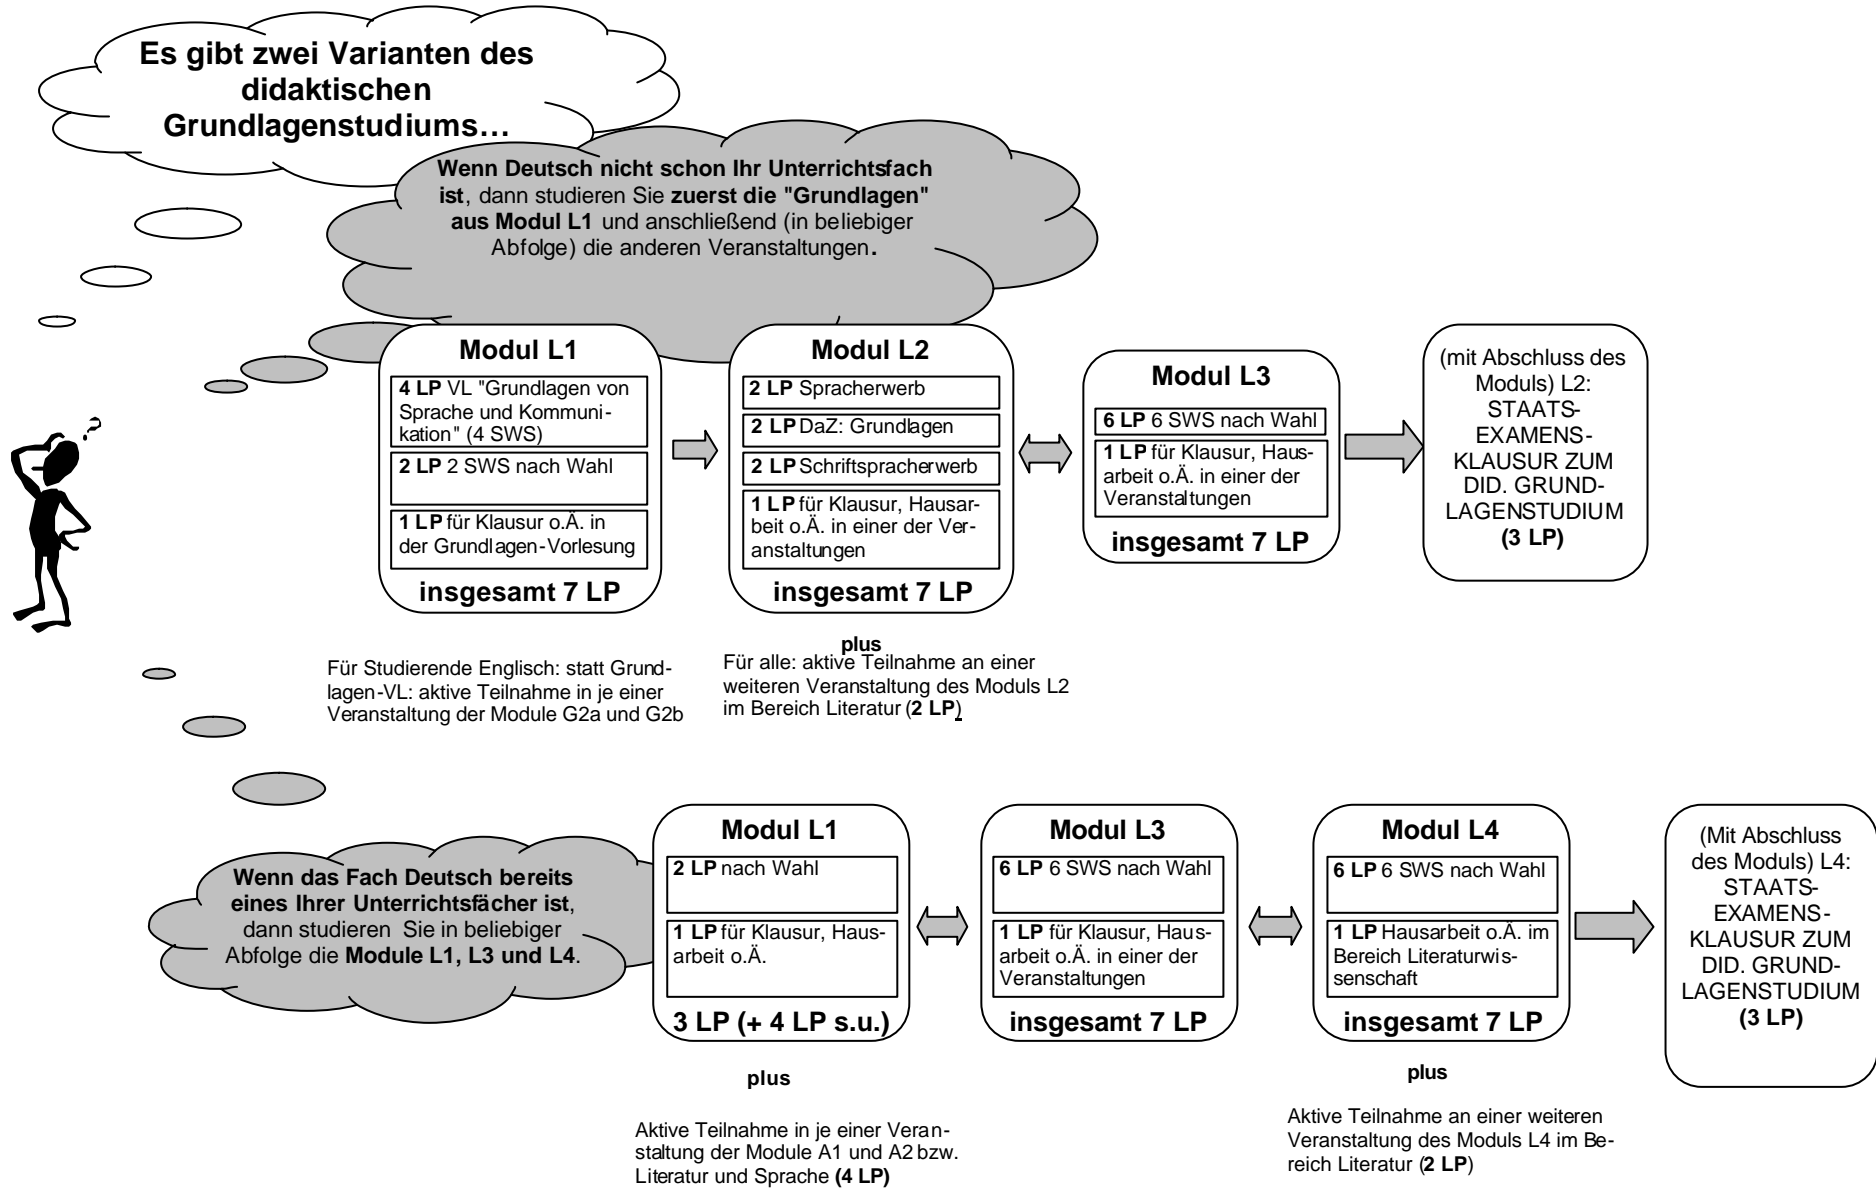 Es gibt zwei Varianten des
didaktischen
Grundlagenstudiums…
Wenn Deutsch nicht schon Ihr Unterrichtsfach
ist, dann studieren Sie zuerst die "Grundlagen"
aus Modul L1 und anschließend (in beliebiger
Abfolge) die anderen Veranstaltungen.
?
Modul L1
4 LP VL "Grundlagen von
Sprache und Kommuni-
kation" (4 SWS)
2 LP 2 SWS nach Wahl
1 LP für Klausur o.Ä. in
der Grundlagen-Vorlesung
insgesamt 7 LP
Für Studierende Englisch: statt Grund-
lagen-VL: aktive Teilnahme in je einer
Veranstaltung der Module G2a und G2b
Modul L2
2 LP Spracherwerb
2 LP DaZ: Grundlagen
2 LP Schriftspracherwerb
1 LP für Klausur, Hausar-
beit o.Ä. in einer der Ver-
anstaltungen
insgesamt 7 LP
plus
Für alle: aktive Teilnahme an einer
weiteren Veranstaltung des Moduls L2
im Bereich Literatur (2 LP)
Modul L3
6 LP 6 SWS nach Wahl
1 LP für Klausur, Haus-
arbeit o.Ä. in einer der
Veranstaltungen
insgesamt 7 LP
(mit Abschluss des
Moduls) L2:
STAATS-
EXAMENS-
KLAUSUR ZUM
DID. GRUND-
LAGENSTUDIUM
(3 LP)
Wenn das Fach Deutsch bereits
eines Ihrer Unterrichtsfächer ist,
dann studieren Sie in beliebiger
Abfolge die Module L1, L3 und L4.
Modul L1
2 LP nach Wahl
1 LP für Klausur, Haus-
arbeit o.Ä.
3 LP (+ 4 LP s.u.)
plus
Aktive Teilnahme in je einer Veran-
staltung der Module A1 und A2 bzw.
Literatur und Sprache (4 LP)
Modul L3
6 LP 6 SWS nach Wahl
1 LP für Klausur, Haus-
arbeit o.Ä. in einer der
Veranstaltungen
insgesamt 7 LP
Modul L4
6 LP 6 SWS nach Wahl
1 LP Hausarbeit o.Ä. im
Bereich Literaturwis-
senschaft
insgesamt 7 LP
plus
Aktive Teilnahme an einer weiteren
Veranstaltung des Moduls L4 im Be-
reich Literatur (2 LP)
(Mit Abschluss
des Moduls) L4:
STAATS-
EXAMENS-
KLAUSUR ZUM
DID. GRUND-
LAGENSTUDIUM
(3 LP)